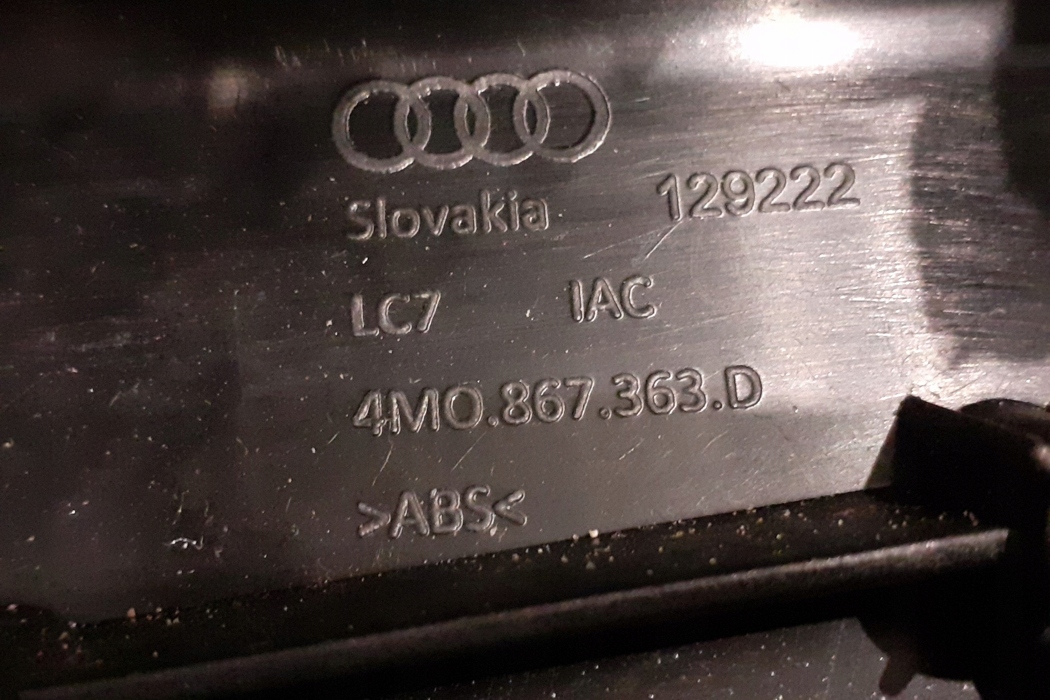 Slovakia 129222
LC7 IAC
4M0.867.363.D
>ABS<